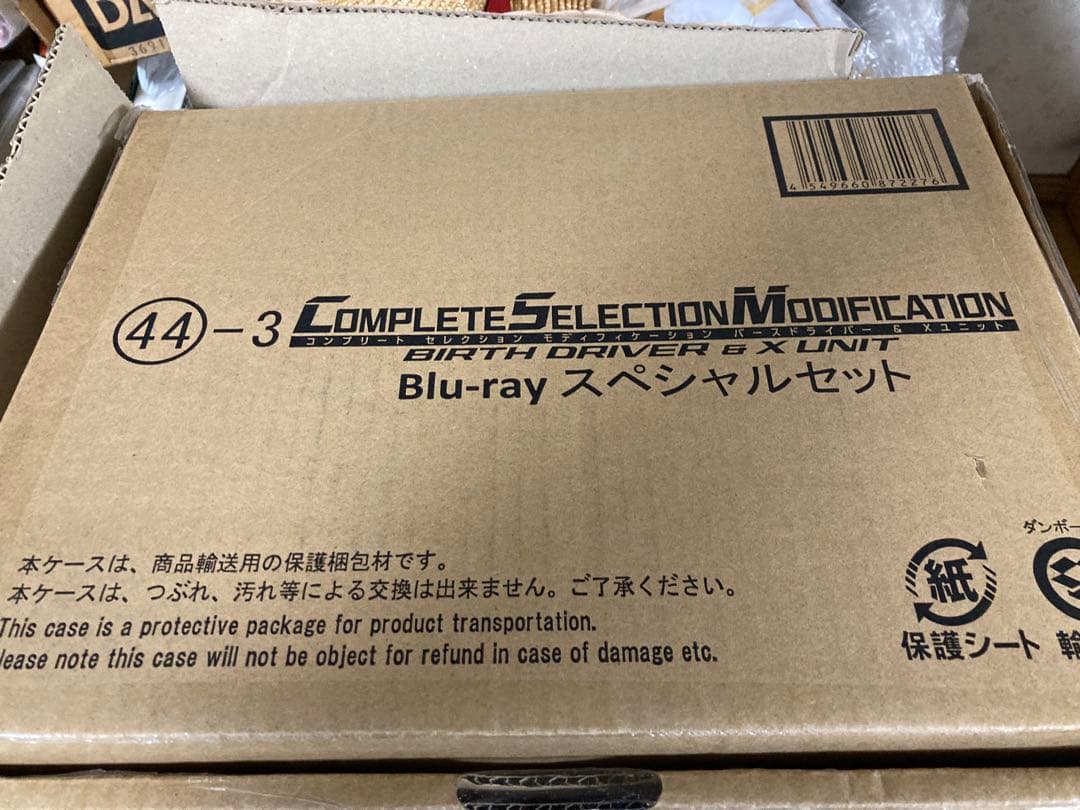 3691
4 549660 872276
44-3 COMPLETE SELECTION MODIFICATION
コンプリート セレクション モディフィケーション バースドライバー & Xユニット
BIRTH DRIVER & X UNIT
Blu-ray スペシャルセット
本ケースは、商品輸送用の保護梱包材です。
本ケースは、つぶれ、汚れ等による交換は出来ません。ご了承ください。
This case is a protective package for product transportation.
lease note this case will not be object for refund in case of damage etc.
紙
保護シート
ダンボー
輸